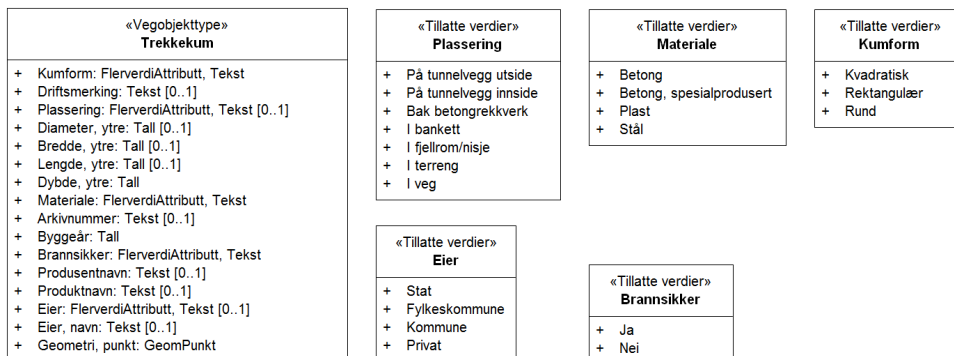 «Vegobjekttype»
Trekkekum
+ Kumform: FlerverdiAttributt, Tekst
+ Driftsmerking: Tekst [0..1]
+ Plassering: FlerverdiAttributt, Tekst [0..1]
+ Diameter, ytre: Tall [0..1]
+ Bredde, ytre: Tall [0..1]
+ Lengde, ytre: Tall [0..1]
+ Dybde, ytre: Tall
+ Materiale: FlerverdiAttributt, Tekst
+ Arkivnummer: Tekst [0..1]
+ Byggeår: Tall
+ Brannsikker: FlerverdiAttributt, Tekst
+ Produsentnavn: Tekst [0..1]
+ Produktnavn: Tekst [0..1]
+ Eier: FlerverdiAttributt, Tekst [0..1]
+ Eier, navn: Tekst [0..1]
+ Geometri, punkt: GeomPunkt
«Tillatte verdier»
Plassering
+ På tunnelvegg utside
+ På tunnelvegg innside
+ Bak betongrekkverk
+ I bankett
+ I fjellrom/nisje
+ I terreng
+ I veg
«Tillatte verdier»
Materiale
+ Betong
+ Betong, spesialprodusert
+ Plast
+ Stål
«Tillatte verdier»
Kumform
+ Kvadratisk
+ Rektangulær
+ Rund
«Tillatte verdier»
Eier
+ Stat
+ Fylkeskommune
+ Kommune
+ Privat
«Tillatte verdier»
Brannsikker
+ Ja
+ Nei